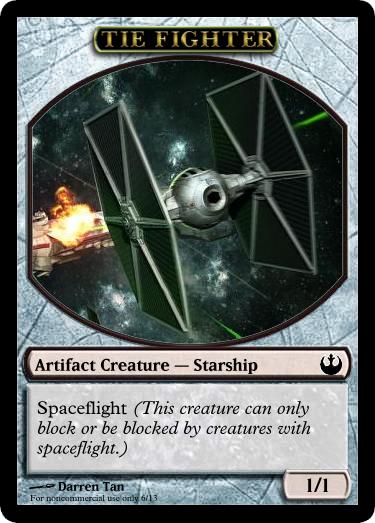 TIE FIGHTER
Artifact Creature — Starship
Spaceflight (This creature can only
block or be blocked by creatures with
spaceflight.)
1/1
Darren Tan
For noncommercial use only 6/13